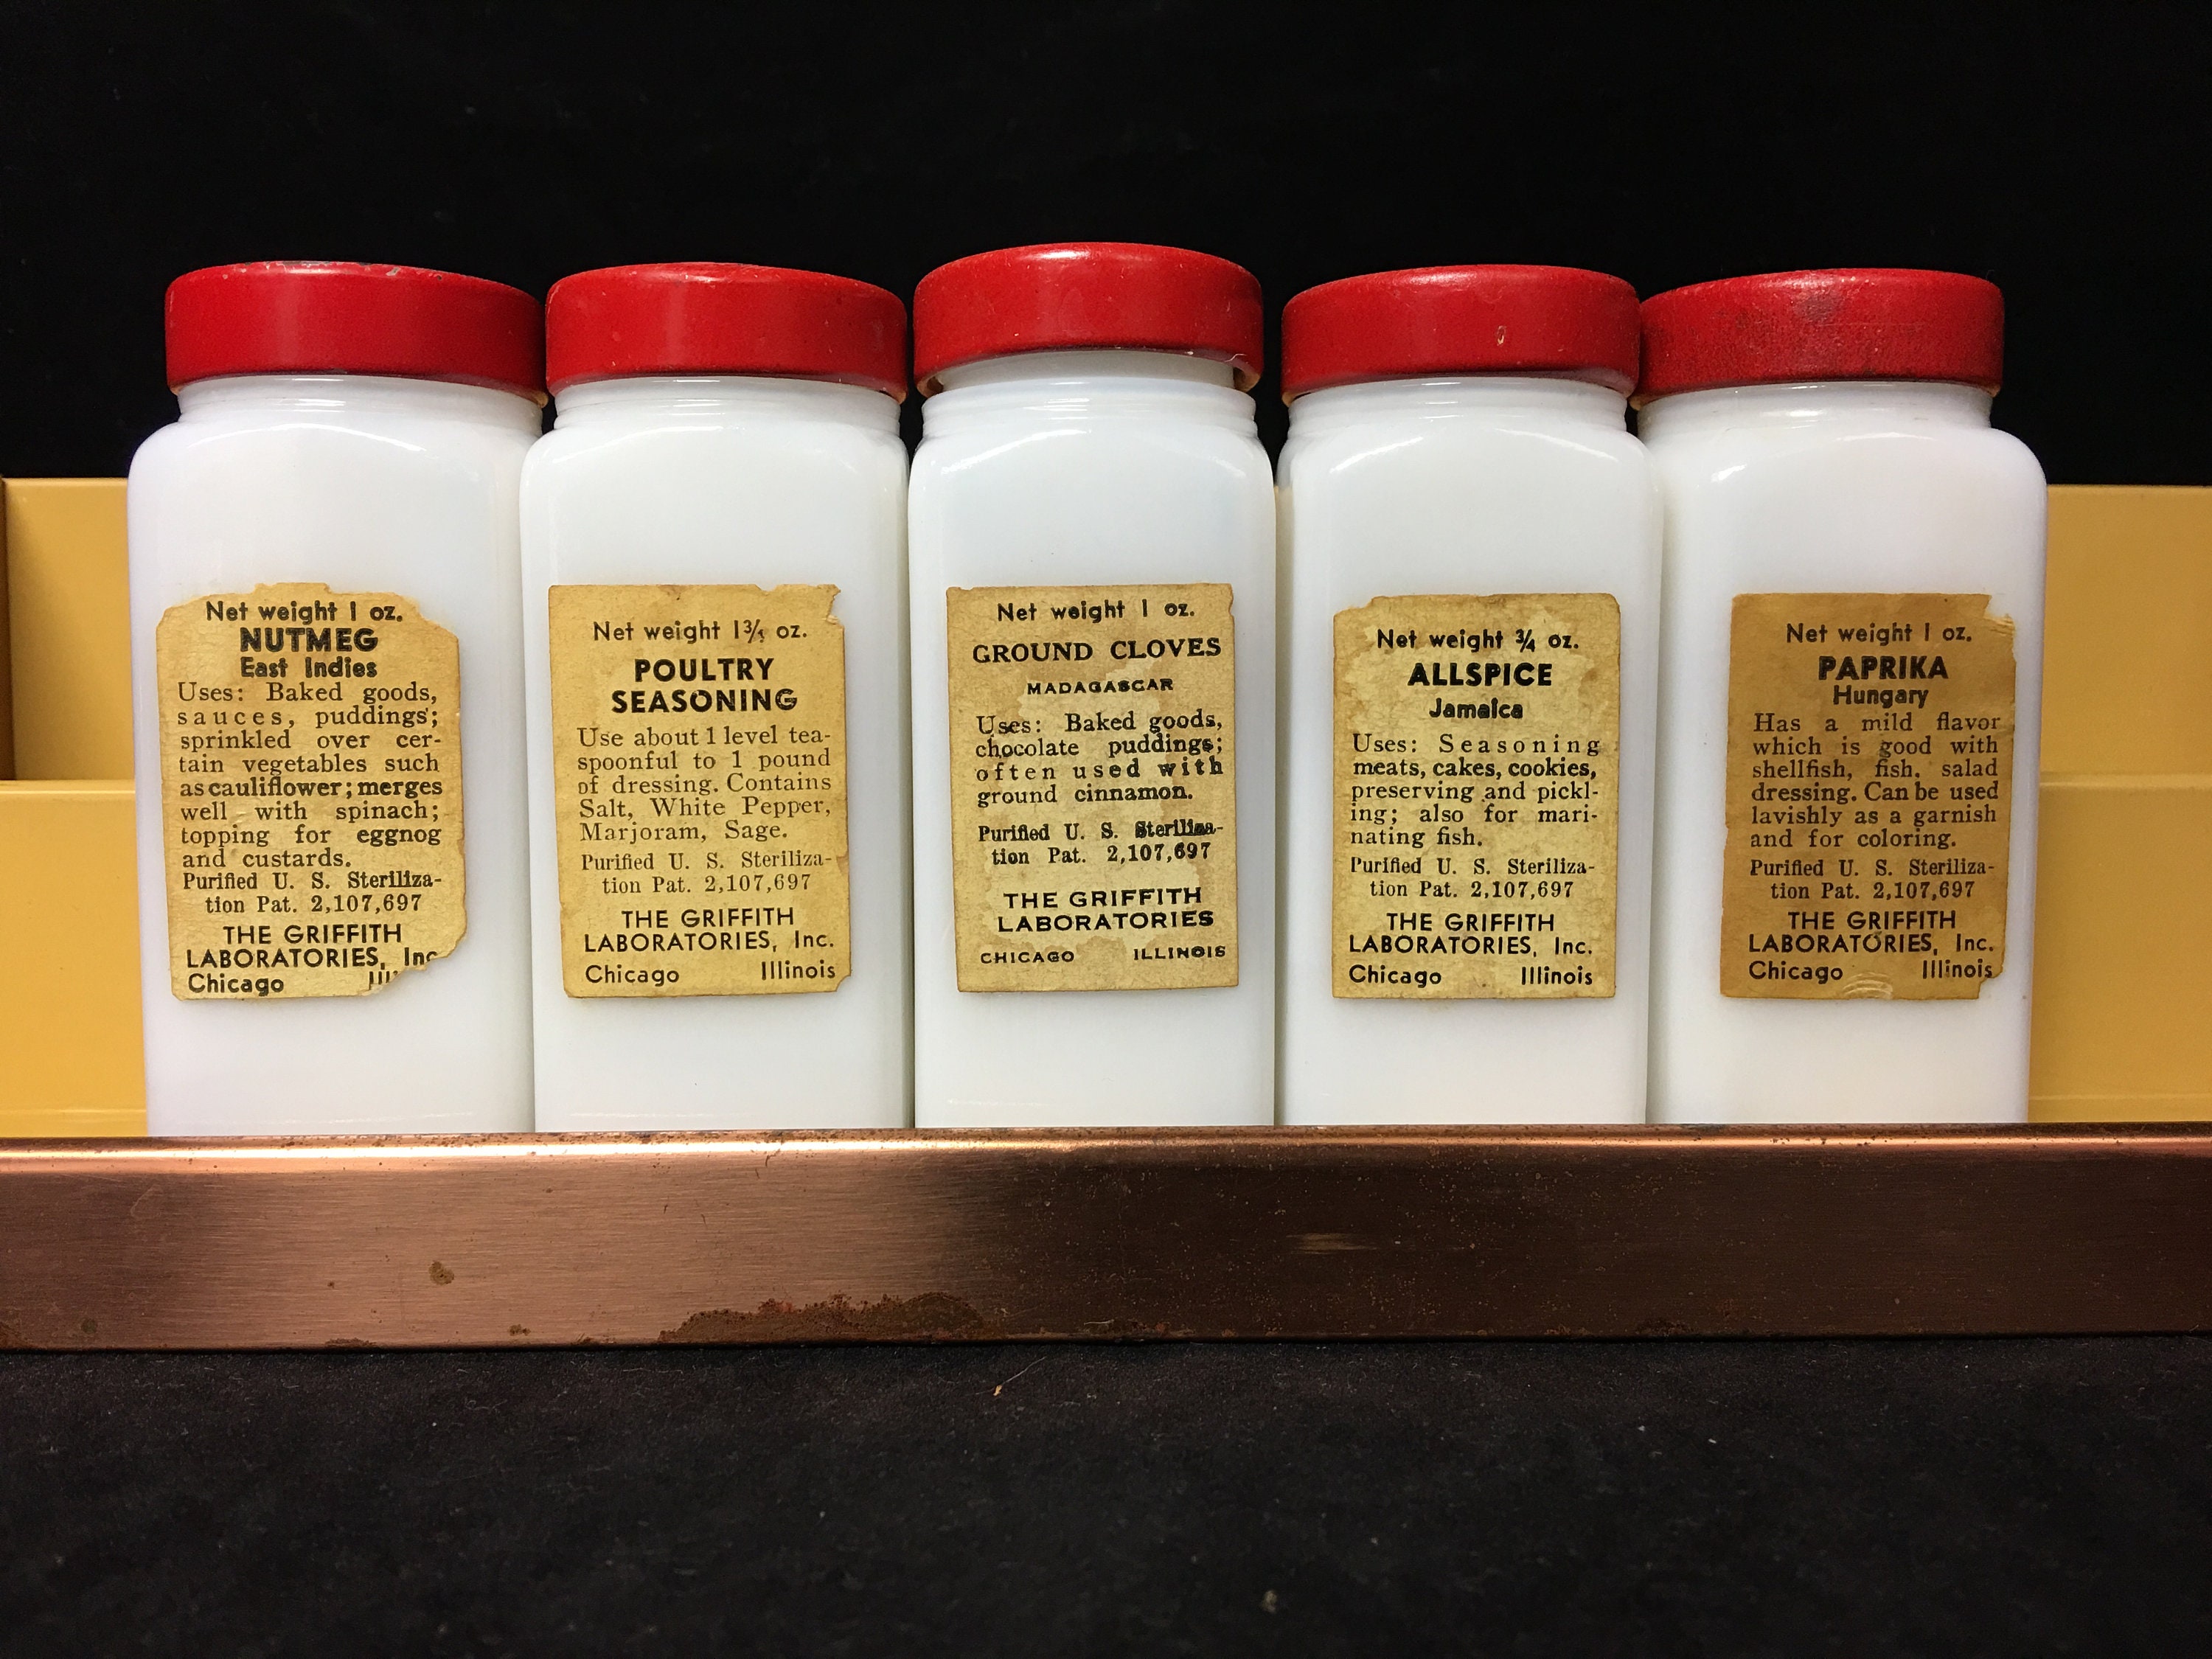 Net weight 1 oz.
NUTMEG
East Indies
Uses: Baked goods,
sauces, puddings;
sprinkled over cer-
tain vegetables such
as cauliflower; merges
well with spinach;
topping for eggnog
and custards.
Purified U. S. Steriliza-
tion Pat. 2,107,697
THE GRIFFITH
LABORATORIES, Inc
Chicago
Net weight 1¾ oz.
POULTRY
SEASONING
Use about 1 level tea-
spoonful to 1 pound
of dressing. Contains
Salt, White Pepper,
Marjoram, Sage.
Purified U. S. Steriliza-
tion Pat. 2,107,697
THE GRIFFITH
LABORATORIES, Inc.
Chicago Illinois
Net weight 1 oz.
GROUND CLOVES
MADAGASCAR
Uses: Baked goods,
chocolate puddings;
often used with
ground cinnamon.
Purified U. S. Steriliza-
tion Pat. 2,107,697
THE GRIFFITH
LABORATORIES
CHICAGO ILLINOIS
Net weight ¾ oz.
ALLSPICE
Jamaica
Uses: Seasoning
meats, cakes, cookies,
preserving and pickl-
ing; also for mari-
nating fish.
Purified U. S. Steriliza-
tion Pat. 2,107,697
THE GRIFFITH
LABORATORIES, Inc.
Chicago Illinois
Net weight 1 oz.
PAPRIKA
Hungary
Has a mild flavor
which is good with
shellfish, fish, salad
dressing. Can be used
lavishly as a garnish
and for coloring.
Purified U. S. Steriliza-
tion Pat. 2,107,697
THE GRIFFITH
LABORATORIES, Inc.
Chicago Illinois